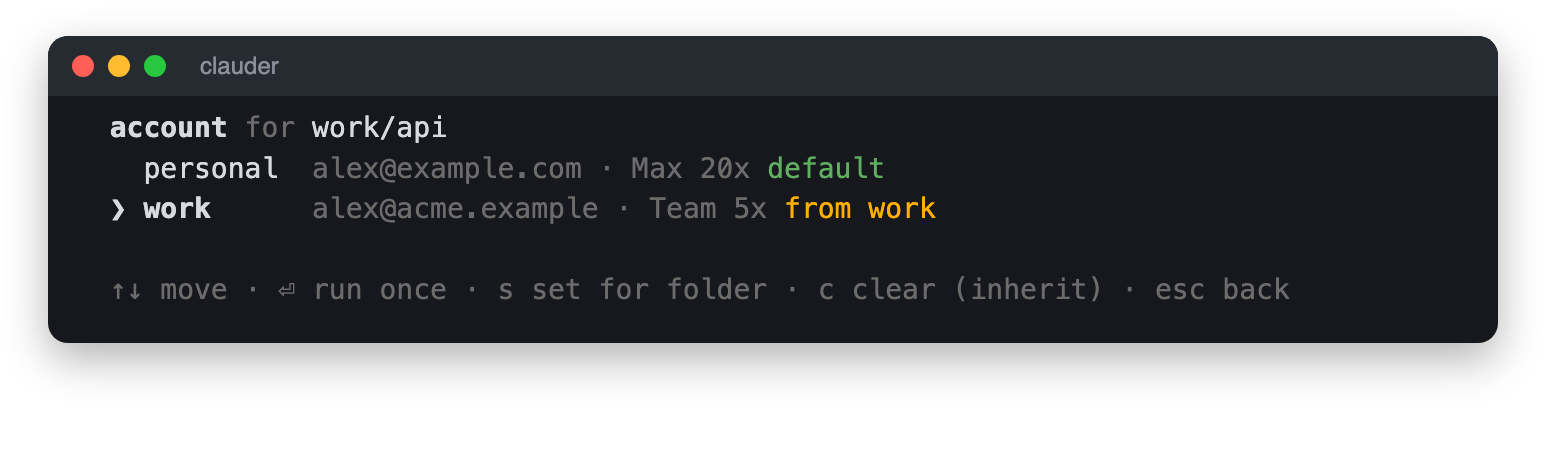 clauder
account for work/api
personal  alex@example.com · Max 20x default
❯ work      alex@acme.example · Team 5x from work
↑↓ move · ⏎ run once · s set for folder · c clear (inherit) · esc back